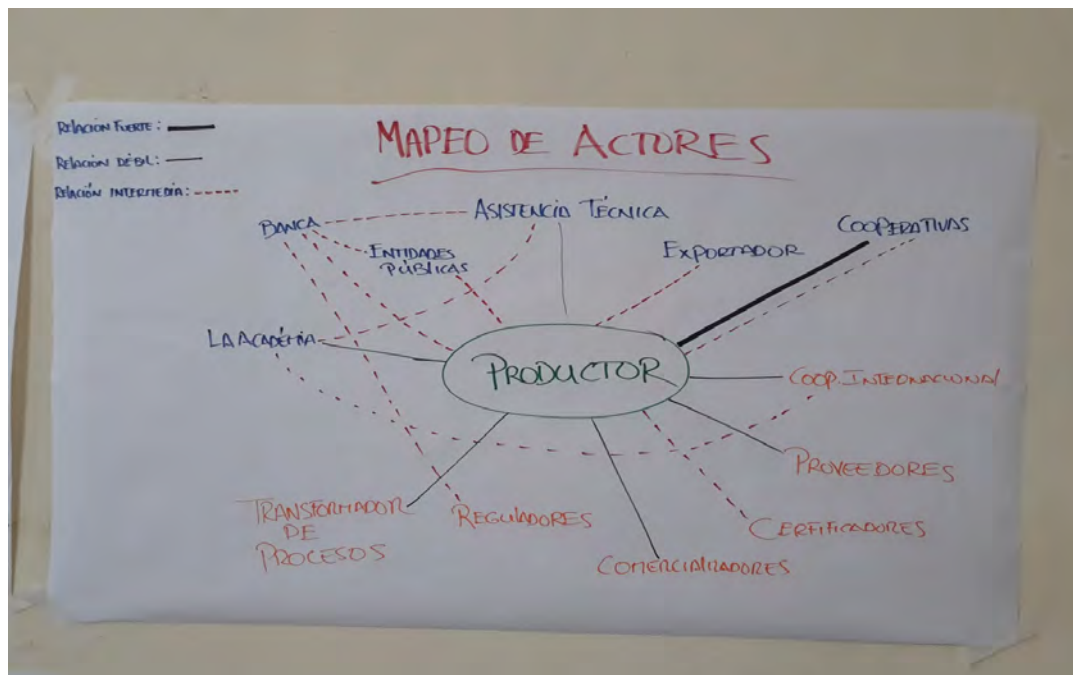 RELACIÓN FUERTE:
RELACIÓN DÉBIL:
RELACIÓN INTERMEDIA:
MAPEO DE ACTORES
BANCA
ASISTENCIA TÉCNICA
COOPERATIVAS
ENTIDADES
PÚBLICAS
EXPORTADOR
LA ACADÉMIA
PRODUCTOR
COOP. INTERNACIONAL
PROVEEDORES
TRANSFORMADOR
DE
PROCESOS
REGULADORES
CERTIFICADORES
COMERCIALIZADORES